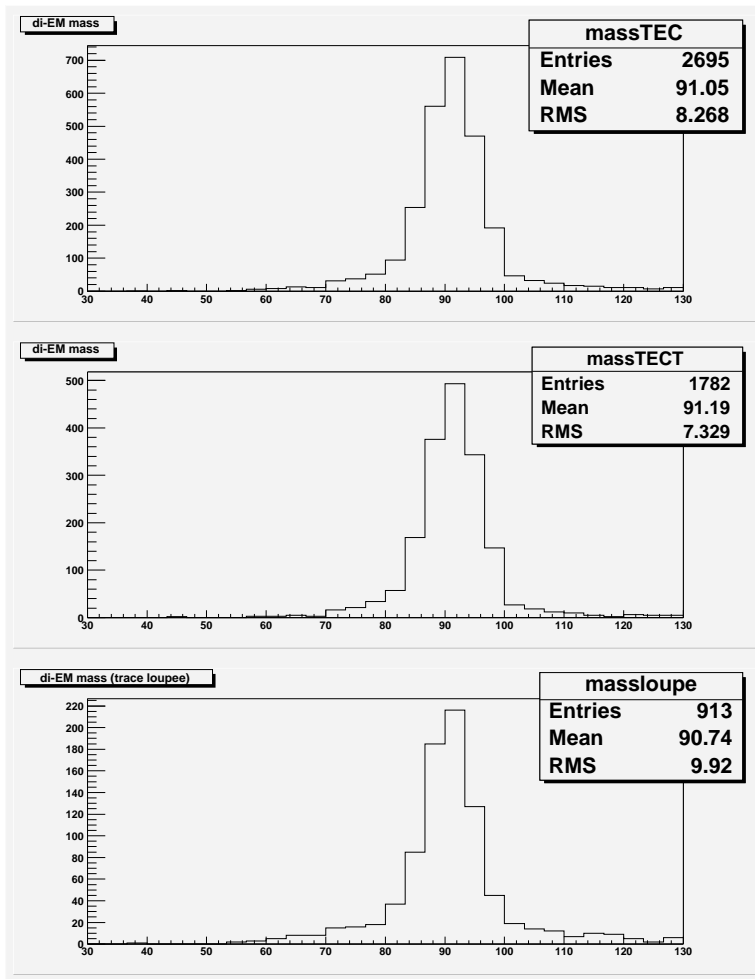 di-EM mass
massTEC
Entries 2695
Mean 91.05
RMS 8.268
700
600
500
400
300
200
100
0
30 40 50 60 70 80 90 100 110 120 130
di-EM mass
massTECT
Entries 1782
Mean 91.19
RMS 7.329
500
400
300
200
100
0
30 40 50 60 70 80 90 100 110 120 130
di-EM mass (trace loupee)
massloupe
Entries 913
Mean 90.74
RMS 9.92
220
200
180
160
140
120
100
80
60
40
20
0
30 40 50 60 70 80 90 100 110 120 130